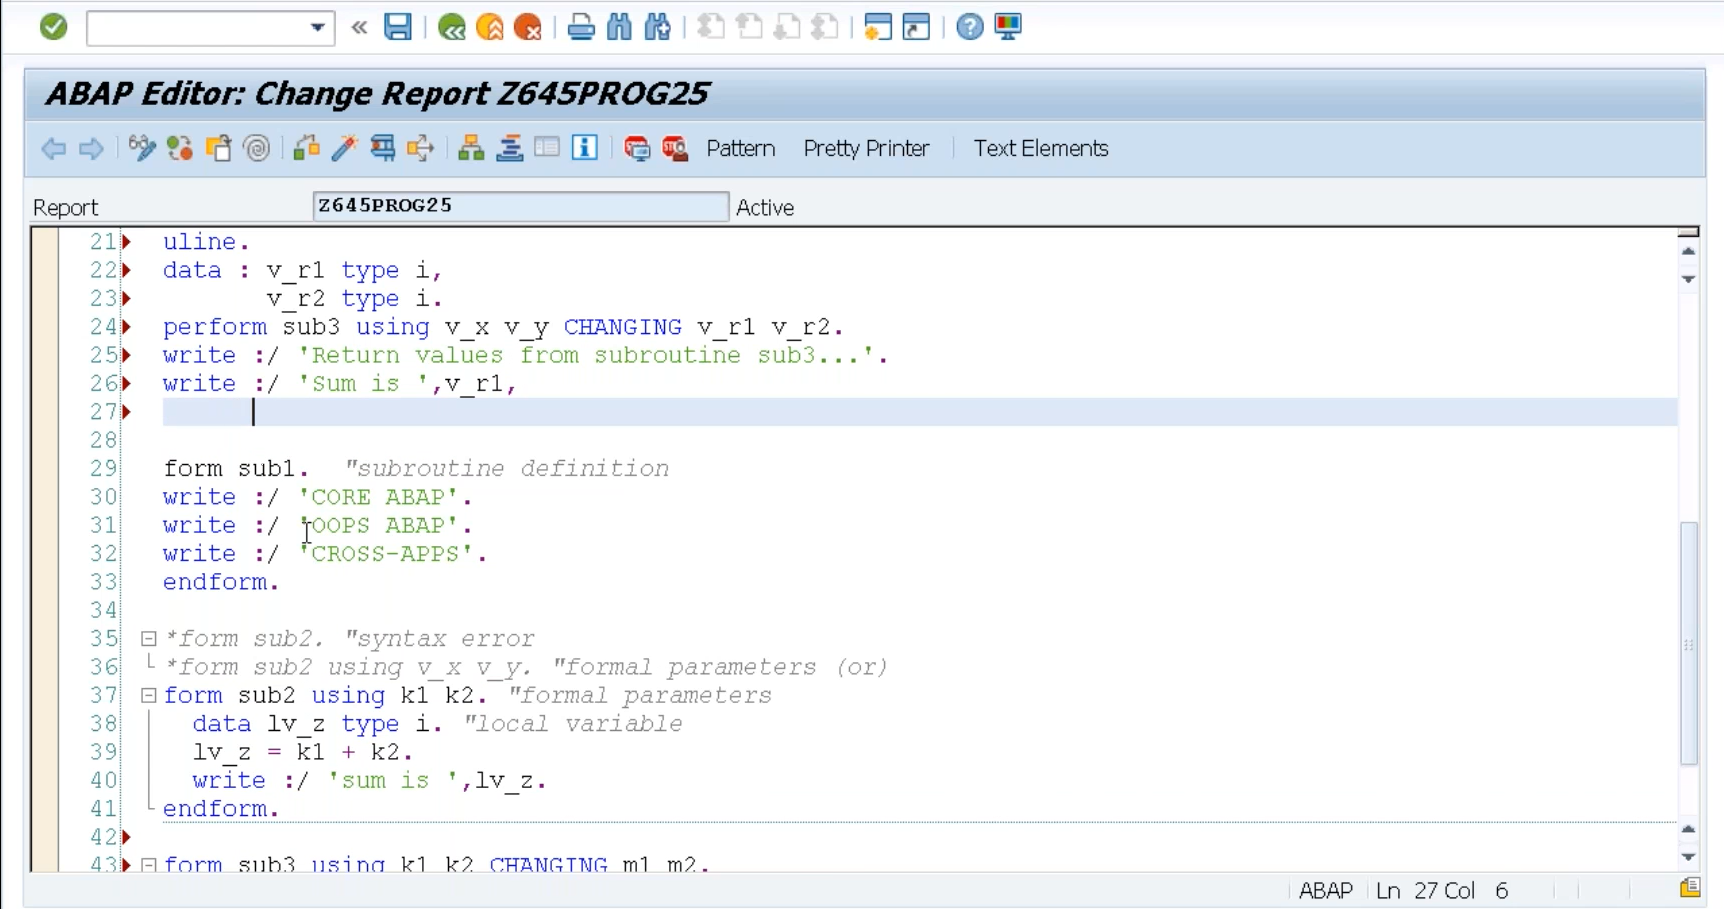 ABAP Editor: Change Report Z645PROG25
Pattern Pretty Printer Text Elements
Report Z645PROG25 Active
21 uline.
22 data : v_r1 type i,
23 v_r2 type i.
24 perform sub3 using v_x v_y CHANGING v_r1 v_r2.
25 write :/ 'Return values from subroutine sub3...'.
26 write :/ 'Sum is ',v_r1,
27
28
29 form sub1. "subroutine definition
30 write :/ 'CORE ABAP'.
31 write :/ 'OOPS ABAP'.
32 write :/ 'CROSS-APPS'.
33 endform.
34
35 *form sub2. "syntax error
36 *form sub2 using v_x v_y. "formal parameters (or)
37 form sub2 using k1 k2. "formal parameters
38 data lv_z type i. "local variable
39 lv_z = k1 + k2.
40 write :/ 'sum is ',lv_z.
41 endform.
42
43 form sub3 using k1 k2 CHANGING m1 m2.
ABAP Ln 27 Col 6